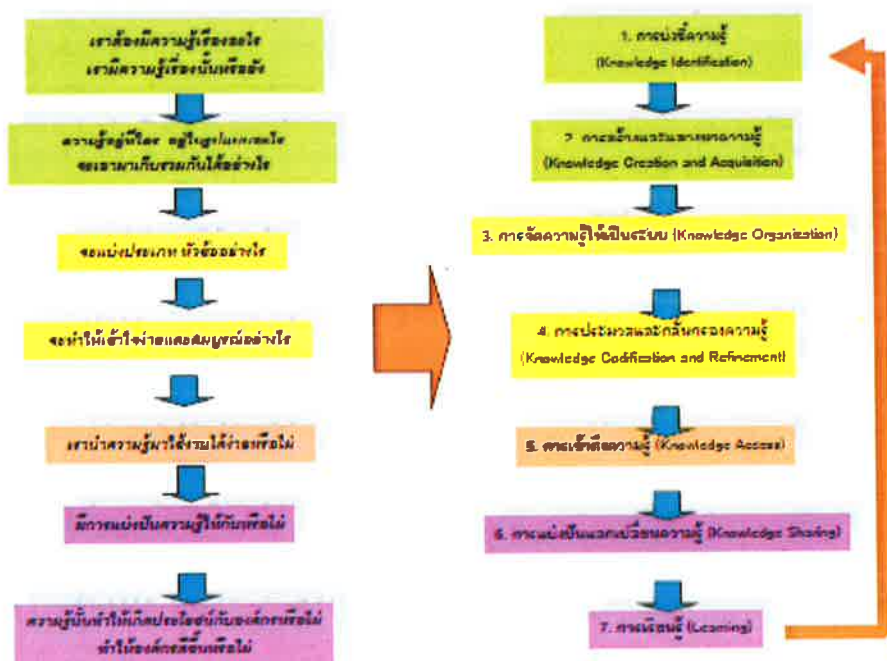 เราต้องมีความรู้เรื่องอะไร
เรามีความรู้เรื่องนั้นหรือยัง
ความรู้อยู่ที่ใคร อยู่ในรูปแบบอะไร
จะเอามาเก็บรวมกันได้อย่างไร
จะแบ่งประเภท หัวข้ออย่างไร
จะทำให้เข้าใจง่ายและสมบูรณ์อย่างไร
เรานำความรู้มาใช้งานได้ง่ายหรือไม่
มีการแบ่งปันความรู้ให้กันหรือไม่
ความรู้นั้นทำให้เกิดประโยชน์กับองค์กรหรือไม่
ทำให้องค์กรดีขึ้นหรือไม่
1. การบ่งชี้ความรู้
(Knowledge Identification)
2. การสร้างและแสวงหาความรู้
(Knowledge Creation and Acquisition)
3. การจัดความรู้ให้เป็นระบบ (Knowledge Organization)
4. การประมวลและกลั่นกรองความรู้
(Knowledge Codification and Refinement)
5. การเข้าถึงความรู้ (Knowledge Access)
6. การแบ่งปันแลกเปลี่ยนความรู้ (Knowledge Sharing)
7. การเรียนรู้ (Learning)